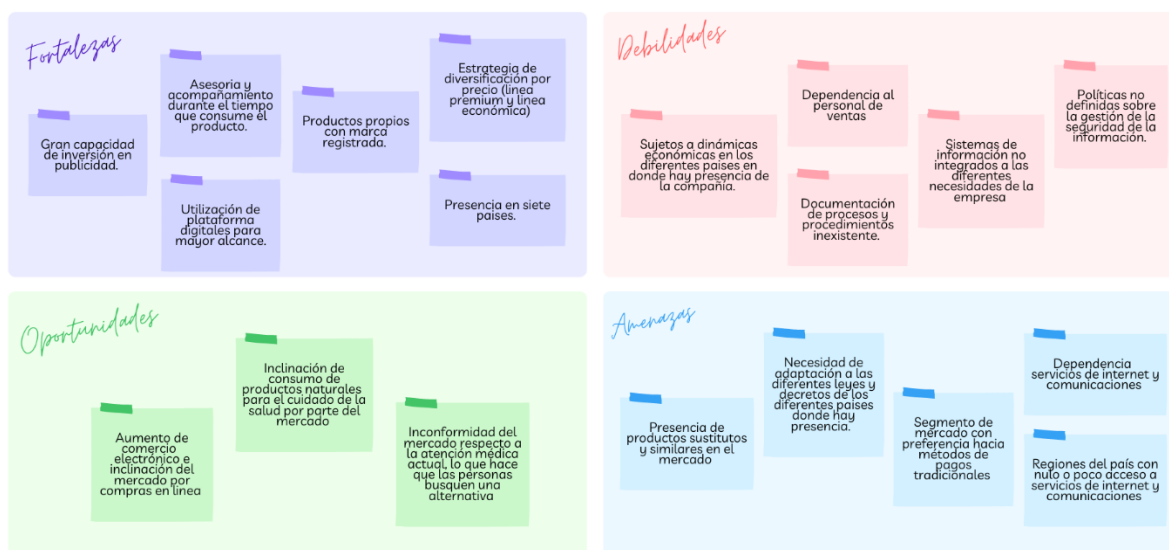 Fortalezas
Gran capacidad
de inversión en
publicidad.
Asesoria y
acompañamiento
durante el tiempo
que consume el
producto.
Utilización de
plataforma
digitales para
mayor alcance.
Productos propios
con marca
registrada.
Estrategia de
diversificación por
precio (linea
premium y linea
económica)
Presencia en siete
paises.
Debilidades
Sujetos a dinámicas
económicas en los
diferentes paises en
donde hay presencia de
la compañía.
Dependencia al
personal de
ventas
Documentación
de procesos y
procedimientos
inexistente.
Sistemas de
información no
integrados a las
diferentes
necesidades de la
empresa
Políticas no
definidas sobre
la gestión de la
seguridad de la
información.
Oportunidades
Aumento de
comercio
electrónico e
inclinación del
mercado por
compras en linea
Inclinación de
consumo de
productos naturales
para el cuidado de la
salud por parte del
mercado
Inconformidad del
mercado respecto a
la atención médica
actual, lo que hace
que las personas
busquen una
alternativa
Amenazas
Presencia de
productos sustitutos
y similares en el
mercado
Necesidad de
adaptación a las
diferentes leyes y
decretos de los
diferentes paises
donde hay
presencia.
Segmento de
mercado con
preferencia hacia
métodos de
pagos
tradicionales
Dependencia
servicios de internet y
comunicaciones
Regiones del país con
nulo o poco acceso a
servicios de internet y
comunicaciones